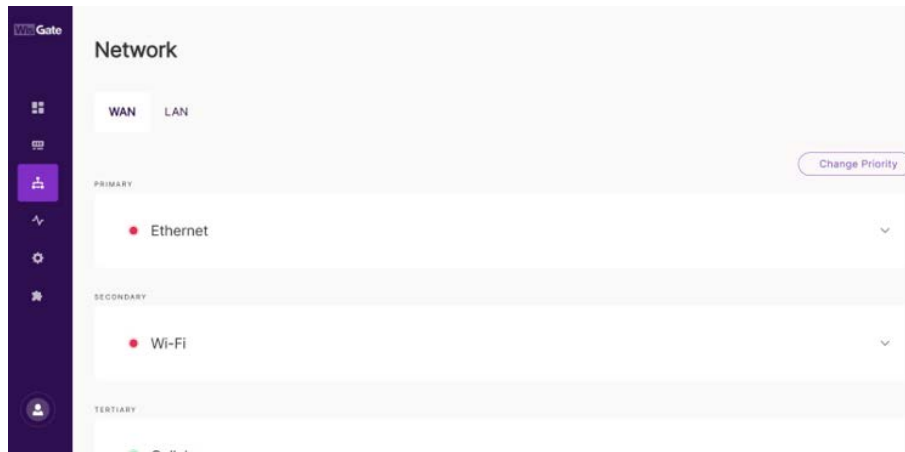 Gate
Network
WAN LAN
Change Priority
PRIMARY
Ethernet
SECONDARY
Wi-Fi
TERTIARY